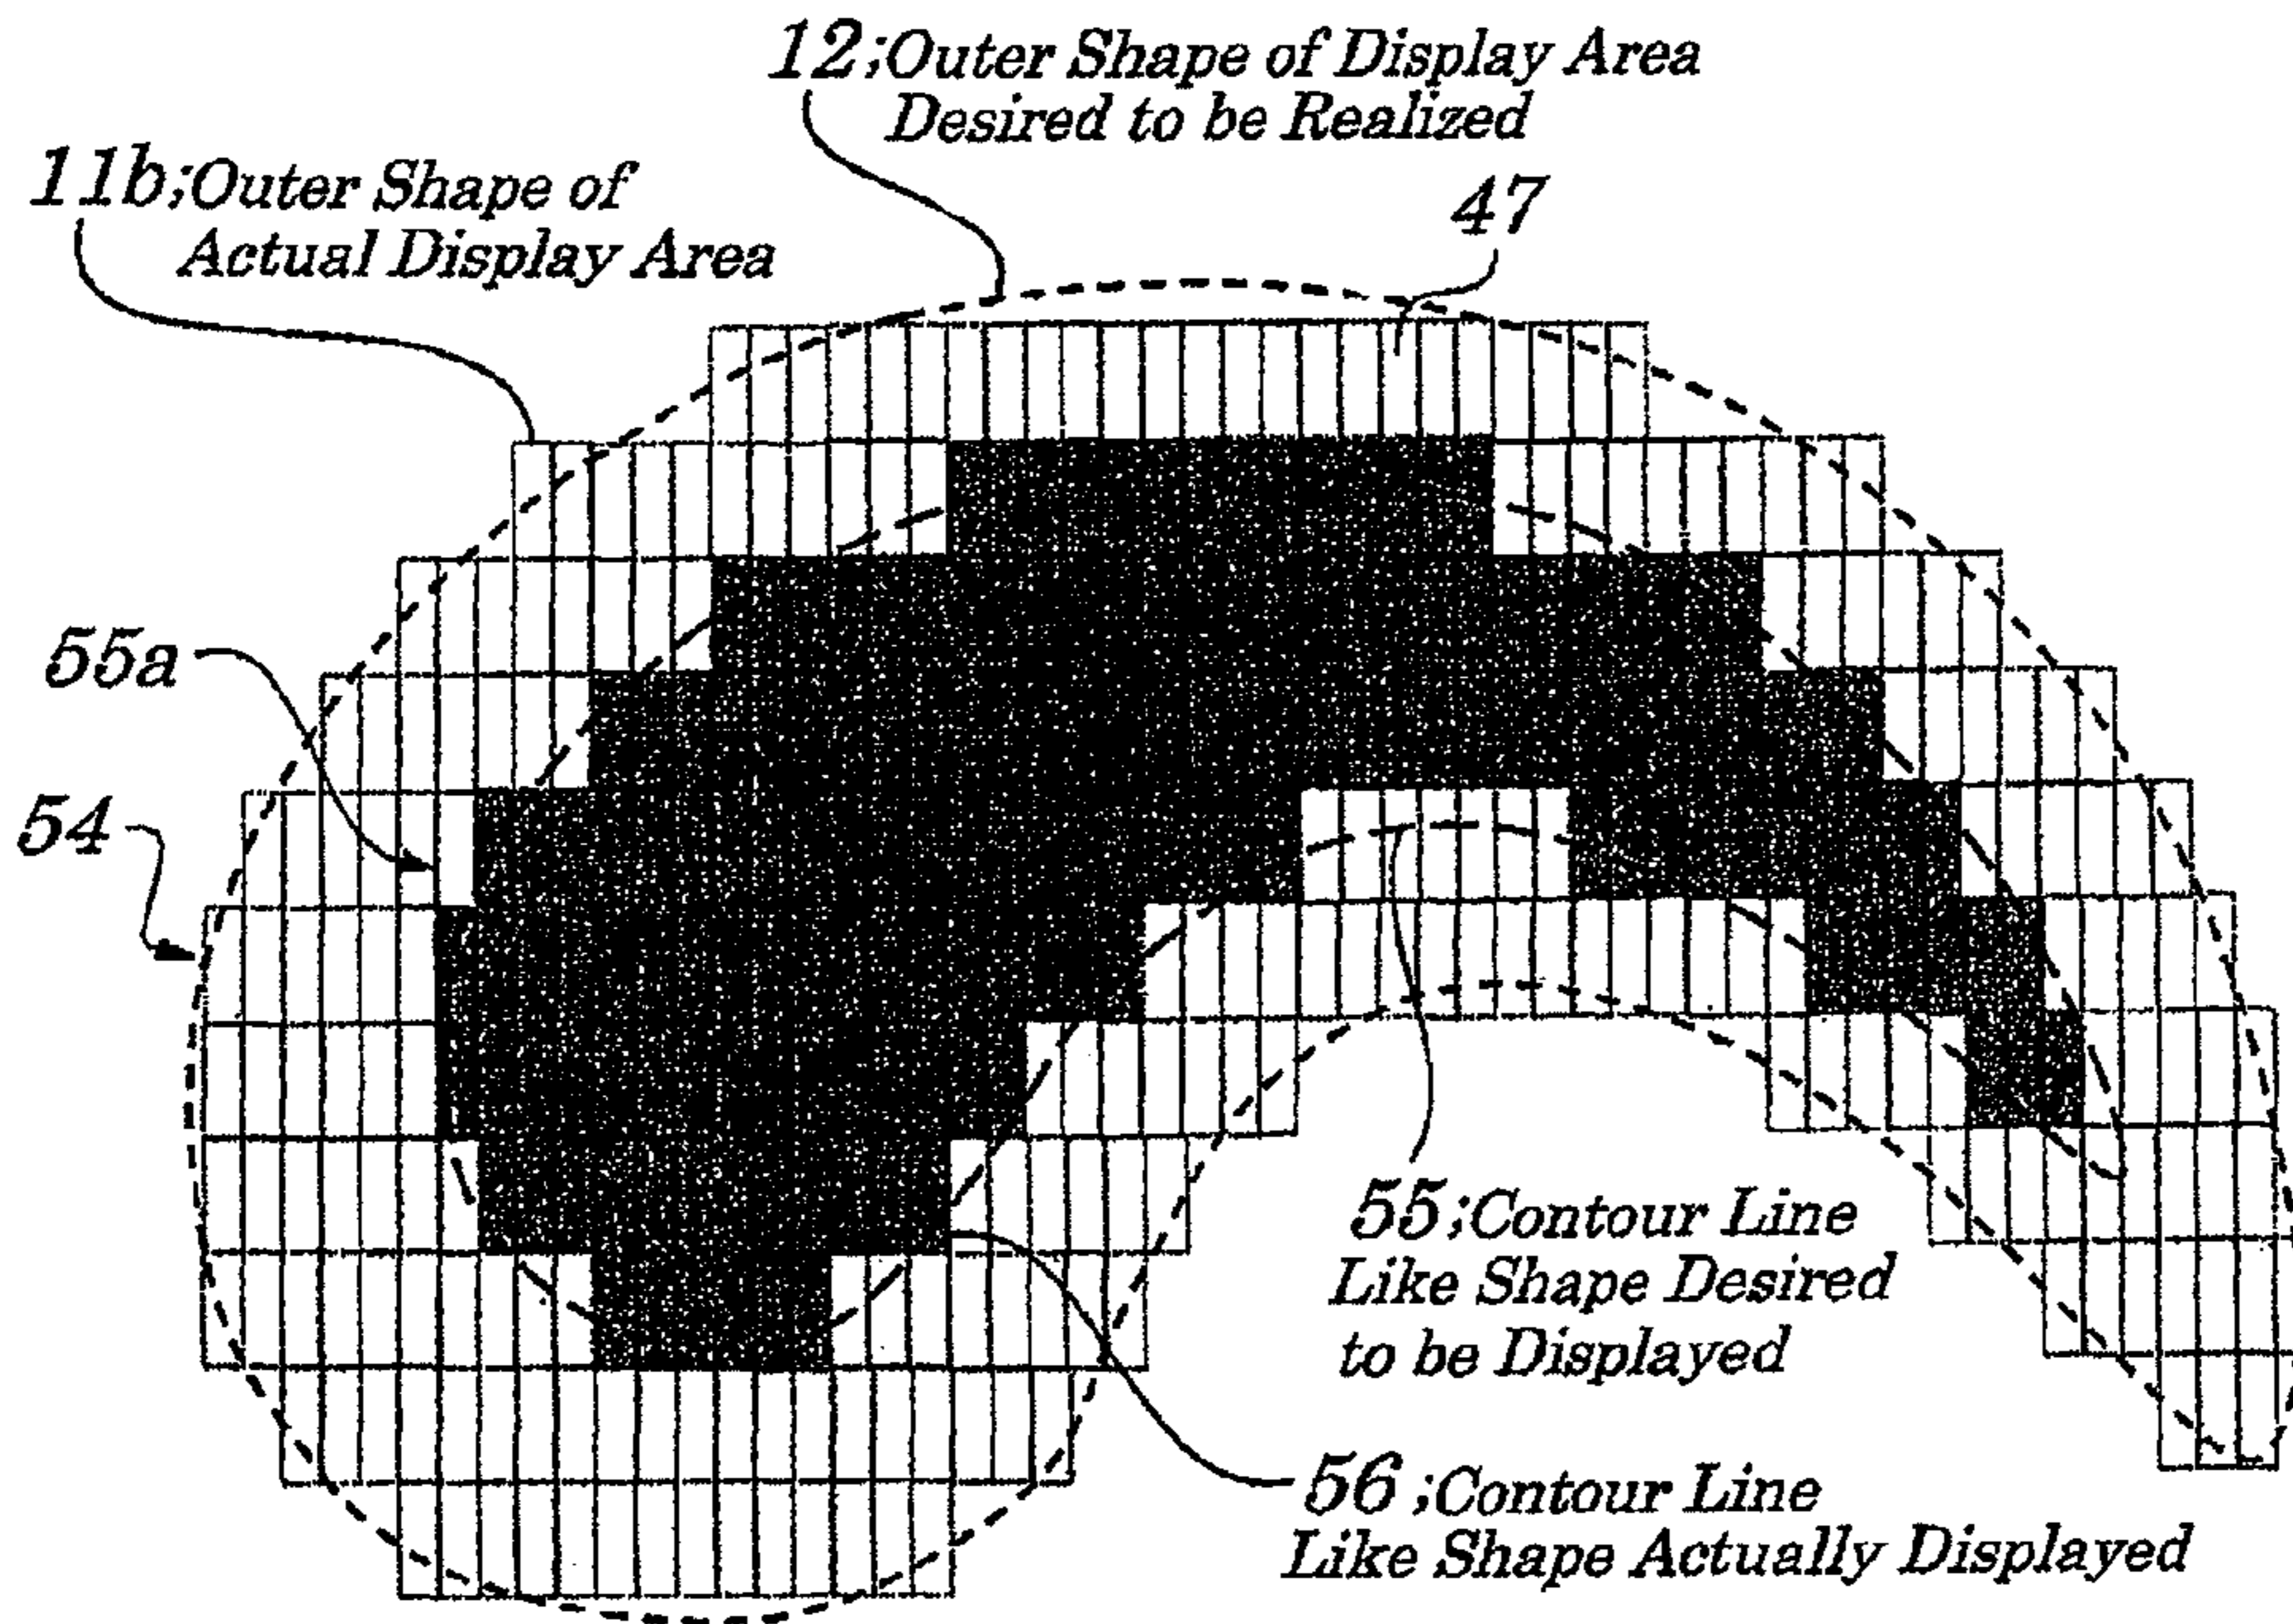 12;Outer Shape of Display Area
Desired to be Realized
11b;Outer Shape of
Actual Display Area
47
55a
54
55;Contour Line
Like Shape Desired
to be Displayed
56;Contour Line
Like Shape Actually Displayed